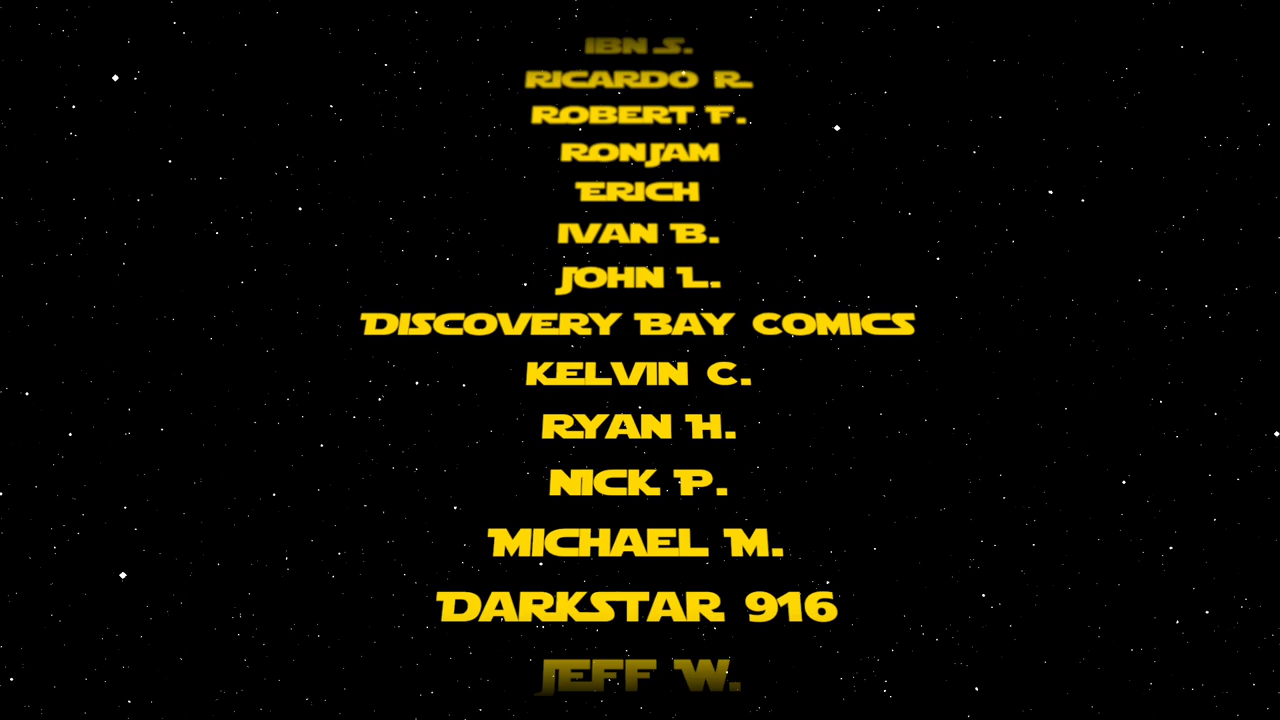 Ibn S.
Ricardo R.
Robert F.
RonJam
Erich
Ivan B.
John L.
Discovery Bay Comics
Kelvin C.
Ryan H.
Nick P.
Michael M.
Darkstar 916
Jeff W.